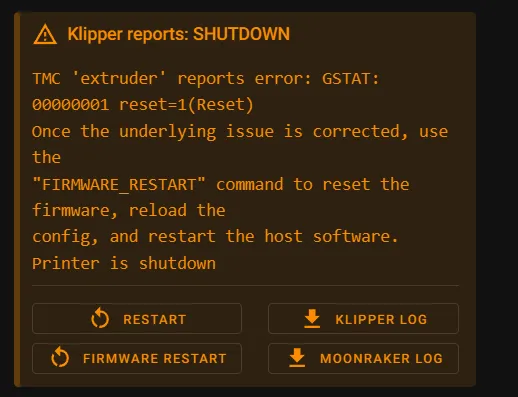 Klipper reports: SHUTDOWN
TMC 'extruder' reports error: GSTAT:
00000001 reset=1(Reset)
Once the underlying issue is corrected, use
the
"FIRMWARE_RESTART" command to reset the
firmware, reload the
config, and restart the host software.
Printer is shutdown
RESTART
KLIPPER LOG
FIRMWARE RESTART
MOONRAKER LOG